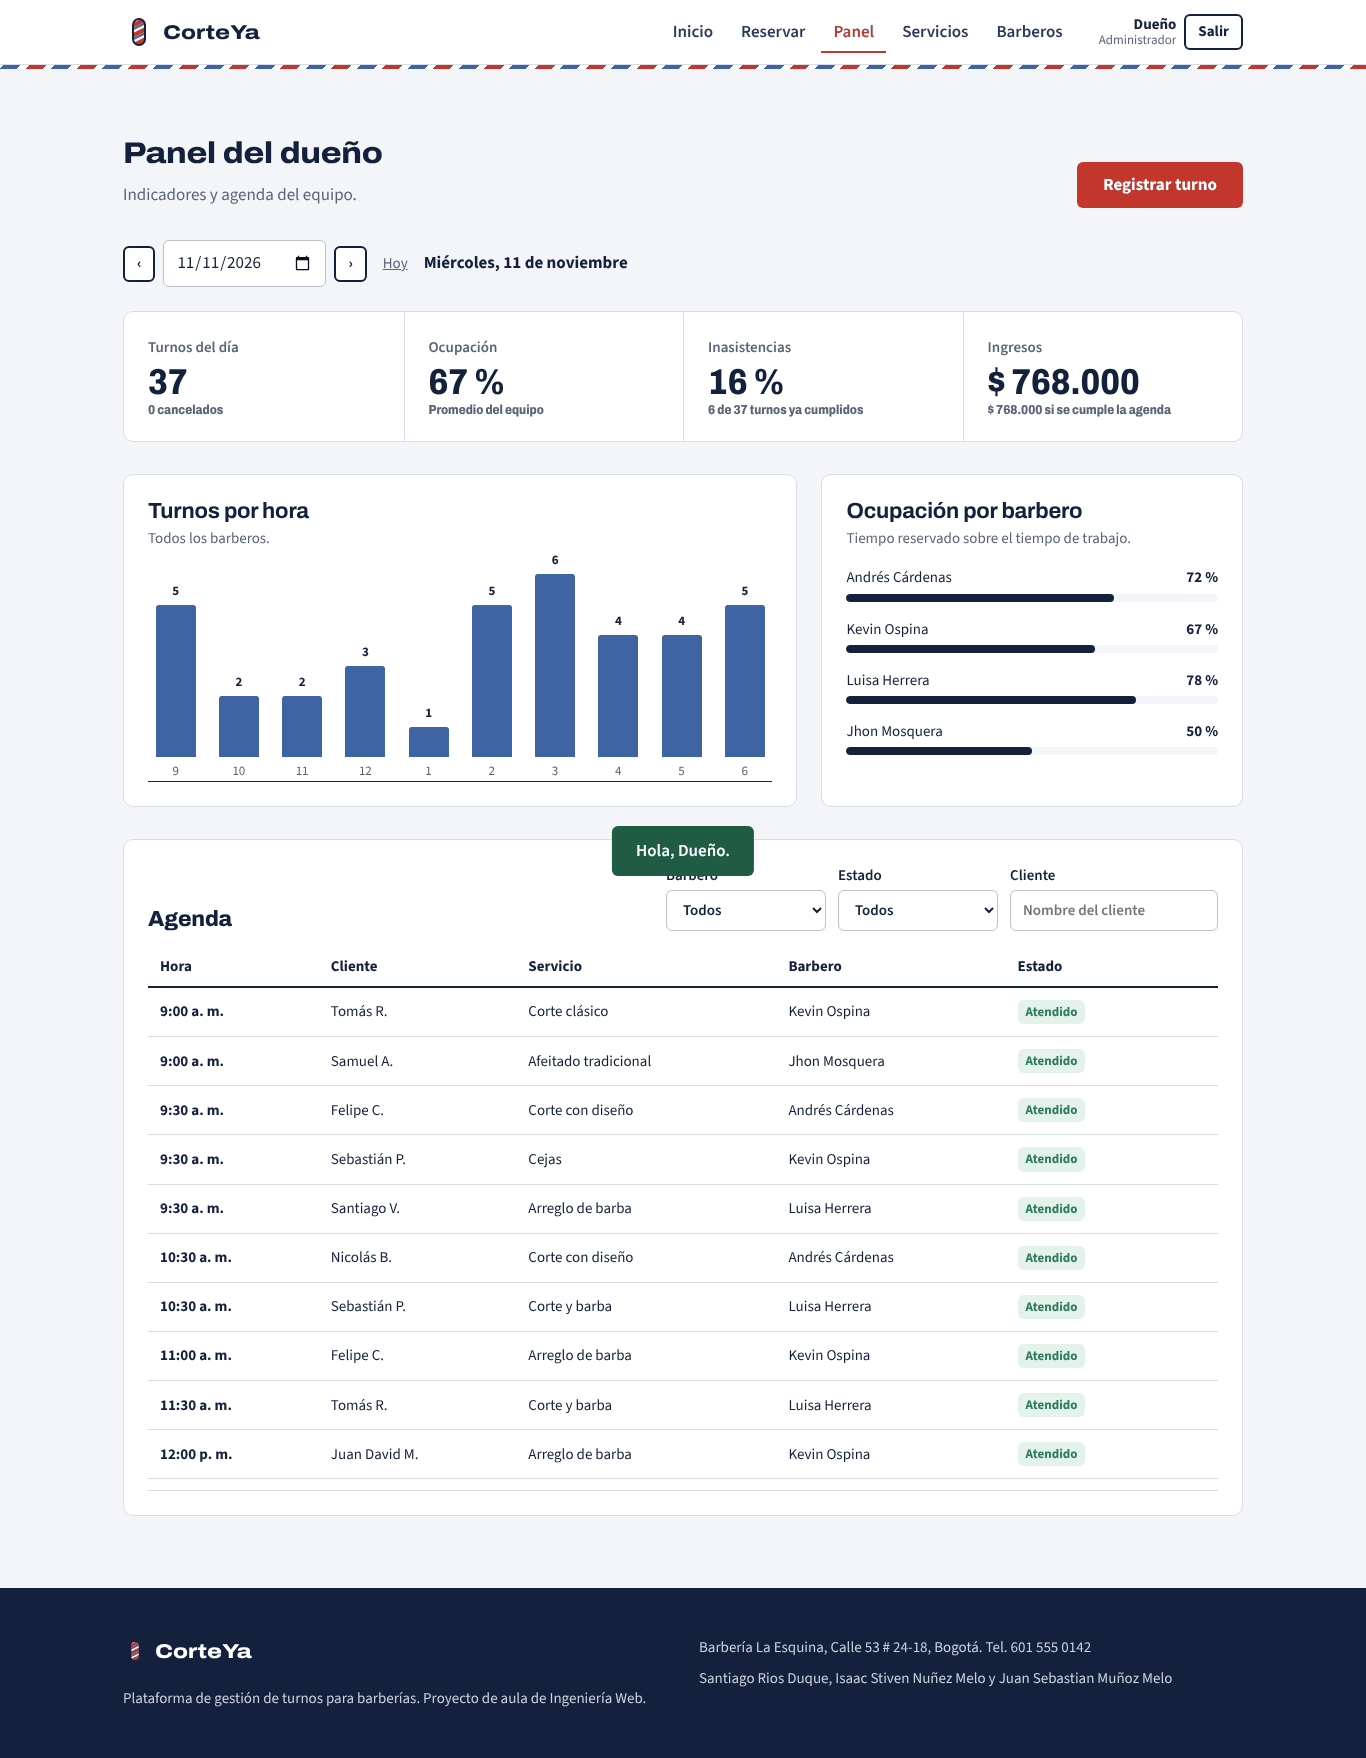 CorteYa
Inicio
Reservar
Panel
Servicios
Barberos
Dueño
Administrador
Salir
Panel del dueño
Indicadores y agenda del equipo.
Registrar turno
‹
11/11/2026
›
Hoy
Miércoles, 11 de noviembre
Turnos del día
37
0 cancelados
Ocupación
67 %
Promedio del equipo
Inasistencias
16 %
6 de 37 turnos ya cumplidos
Ingresos
$ 768.000
$ 768.000 si se cumple la agenda
Turnos por hora
Todos los barberos.
5 2 2 3 1 5 6 4 4 5
9 10 11 12 1 2 3 4 5 6
Ocupación por barbero
Tiempo reservado sobre el tiempo de trabajo.
Andrés Cárdenas 72 %
Kevin Ospina 67 %
Luisa Herrera 78 %
Jhon Mosquera 50 %
Hola, Dueño.
Agenda
Barbero
Todos
Estado
Todos
Cliente
Nombre del cliente
Hora Cliente Servicio Barbero Estado
9:00 a. m. Tomás R. Corte clásico Kevin Ospina Atendido
9:00 a. m. Samuel A. Afeitado tradicional Jhon Mosquera Atendido
9:30 a. m. Felipe C. Corte con diseño Andrés Cárdenas Atendido
9:30 a. m. Sebastián P. Cejas Kevin Ospina Atendido
9:30 a. m. Santiago V. Arreglo de barba Luisa Herrera Atendido
10:30 a. m. Nicolás B. Corte con diseño Andrés Cárdenas Atendido
10:30 a. m. Sebastián P. Corte y barba Luisa Herrera Atendido
11:00 a. m. Felipe C. Arreglo de barba Kevin Ospina Atendido
11:30 a. m. Tomás R. Corte y barba Luisa Herrera Atendido
12:00 p. m. Juan David M. Arreglo de barba Kevin Ospina Atendido
CorteYa
Plataforma de gestión de turnos para barberías. Proyecto de aula de Ingeniería Web.
Barbería La Esquina, Calle 53 # 24-18, Bogotá. Tel. 601 555 0142
Santiago Rios Duque, Isaac Stiven Nuñez Melo y Juan Sebastian Muñoz Melo